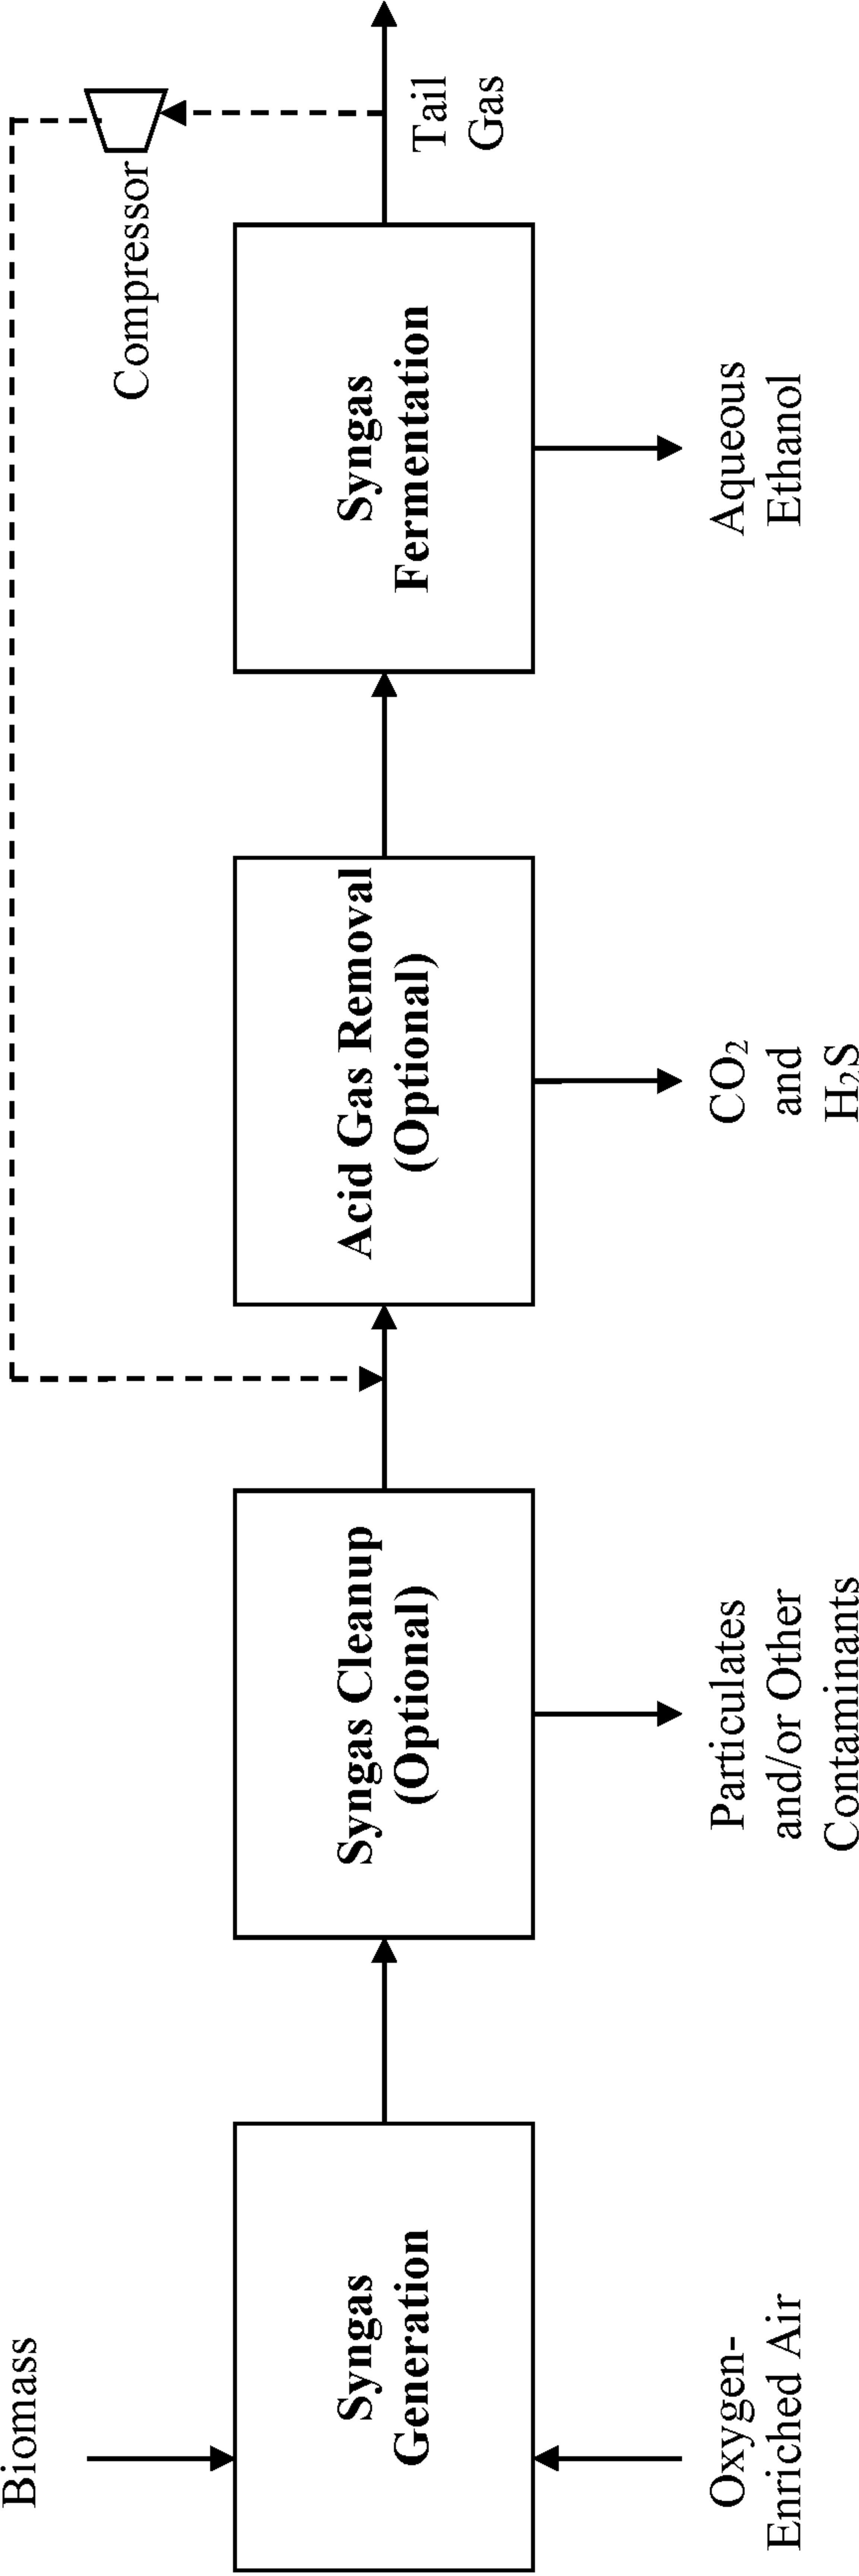 Biomass
Syngas
Generation
Oxygen-
Enriched Air
Syngas Cleanup
(Optional)
Particulates
and/or Other
Contaminants
Acid Gas Removal
(Optional)
CO₂
and
H₂S
Syngas
Fermentation
Aqueous
Ethanol
Compressor
Tail
Gas